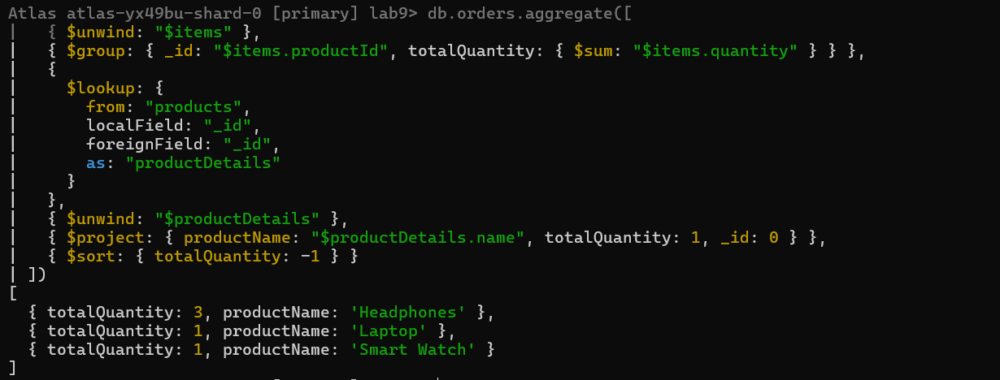 Atlas atlas-yx49bu-shard-0 [primary] lab9> db.orders.aggregate([
|   { $unwind: "$items" },
|   { $group: { _id: "$items.productId", totalQuantity: { $sum: "$items.quantity" } } },
|   {
|     $lookup: {
|       from: "products",
|       localField: "_id",
|       foreignField: "_id",
|       as: "productDetails"
|     }
|   },
|   { $unwind: "$productDetails" },
|   { $project: { productName: "$productDetails.name", totalQuantity: 1, _id: 0 } },
|   { $sort: { totalQuantity: -1 } }
| ])
[
  { totalQuantity: 3, productName: 'Headphones' },
  { totalQuantity: 1, productName: 'Laptop' },
  { totalQuantity: 1, productName: 'Smart Watch' }
]